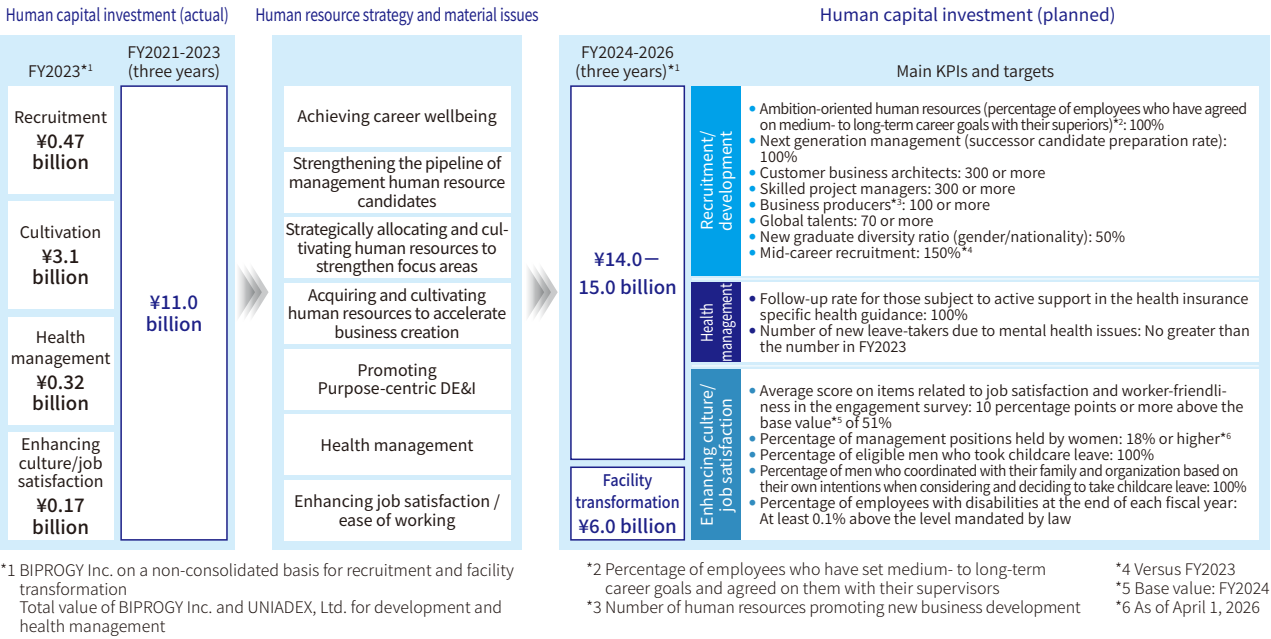 Human capital investment (actual)
FY2023*1
FY2021-2023
(three years)
Recruitment
¥0.47
billion
Cultivation
¥3.1
billion
Health
management
¥0.32
billion
Enhancing
culture/job
satisfaction
¥0.17
billion
¥11.0
billion
Human resource strategy and material issues
Achieving career wellbeing
Strengthening the pipeline of
management human resource
candidates
Strategically allocating and cul-
tivating human resources to
strengthen focus areas
Acquiring and cultivating
human resources to accelerate
business creation
Promoting
Purpose-centric DE&I
Health management
Enhancing job satisfaction /
ease of working
Human capital investment (planned)
FY2024-2026
(three years)*1
Main KPIs and targets
¥14.0—
15.0 billion
Facility
transformation
¥6.0 billion
Recruitment/
development
• Ambition-oriented human resources (percentage of employees who have agreed
on medium- to long-term career goals with their superiors)*2: 100%
• Next generation management (successor candidate preparation rate):
100%
• Customer business architects: 300 or more
• Skilled project managers: 300 or more
• Business producers*3: 100 or more
• Global talents: 70 or more
• New graduate diversity ratio (gender/nationality): 50%
• Mid-career recruitment: 150%*4
Health
management
• Follow-up rate for those subject to active support in the health insurance
specific health guidance: 100%
• Number of new leave-takers due to mental health issues: No greater than
the number in FY2023
Enhancing culture/
job satisfaction
• Average score on items related to job satisfaction and worker-friendli-
ness in the engagement survey: 10 percentage points or more above the
base value*5 of 51%
• Percentage of management positions held by women: 18% or higher*6
• Percentage of eligible men who took childcare leave: 100%
• Percentage of men who coordinated with their family and organization based on
their own intentions when considering and deciding to take childcare leave: 100%
• Percentage of employees with disabilities at the end of each fiscal year:
At least 0.1% above the level mandated by law
*1 BIPROGY Inc. on a non-consolidated basis for recruitment and facility
transformation
Total value of BIPROGY Inc. and UNIADEX, Ltd. for development and
health management
*2 Percentage of employees who have set medium- to long-term
career goals and agreed on them with their supervisors
*3 Number of human resources promoting new business development
*4 Versus FY2023
*5 Base value: FY2024
*6 As of April 1, 2026